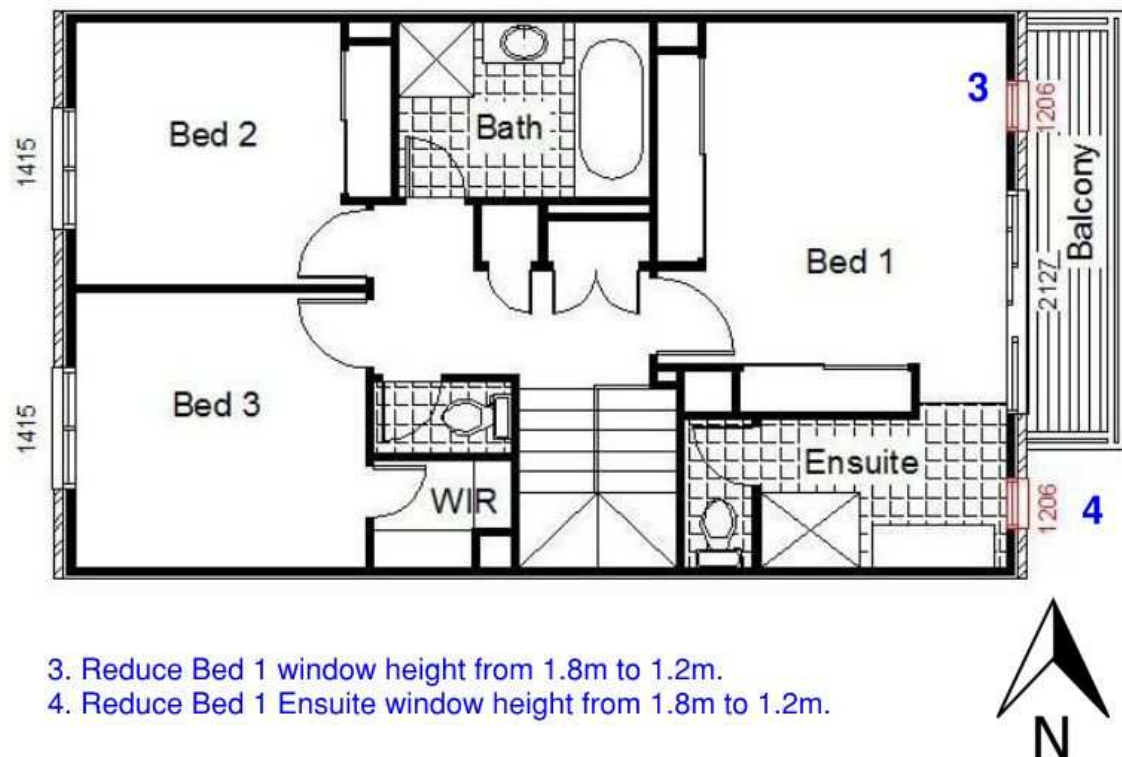 Bed 2
Bath
3
1206
1415
Balcony
Bed 1
2127
Bed 3
1415
Ensuite
WIR
1206
4
3. Reduce Bed 1 window height from 1.8m to 1.2m.
4. Reduce Bed 1 Ensuite window height from 1.8m to 1.2m.
N